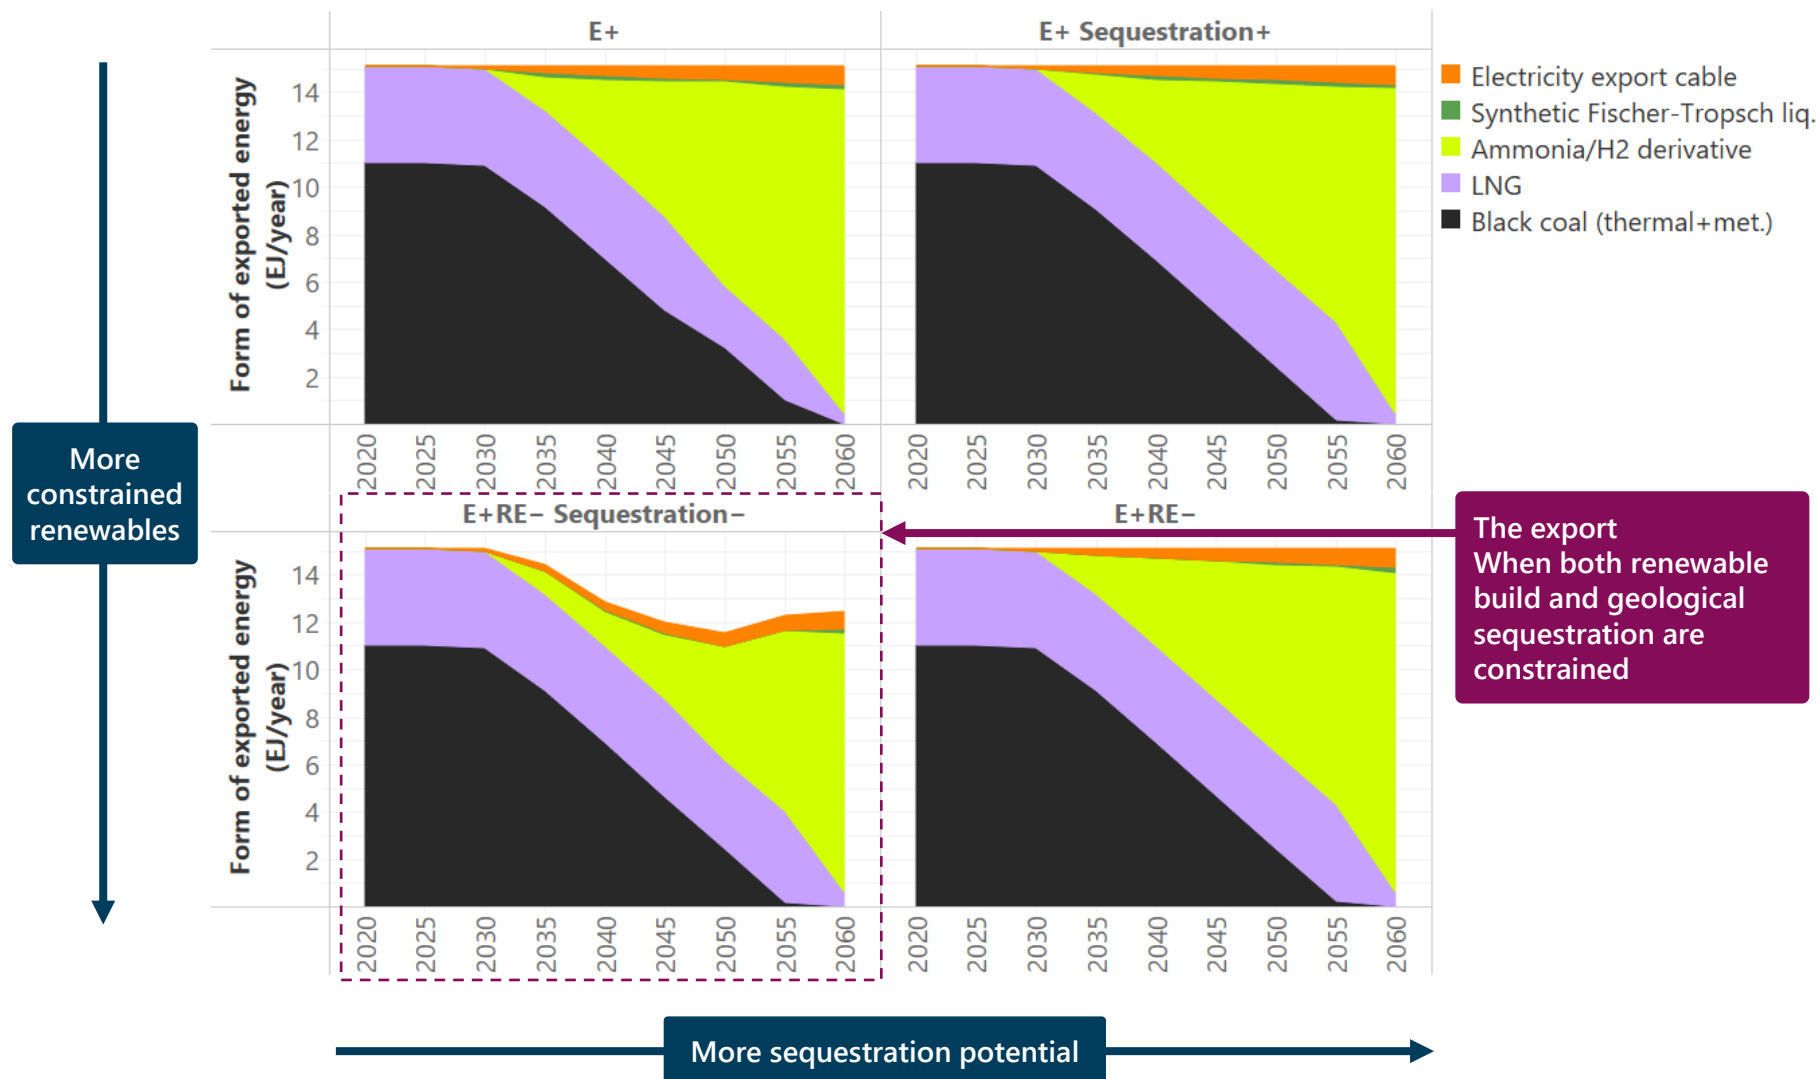 E+
E+ Sequestration+
Form of exported energy
(EJ/year)
14
12
10
8
6
4
2
2020
2025
2030
2035
2040
2045
2050
2055
2060
2020
2025
2030
2035
2040
2045
2050
2055
2060
Electricity export cable
Synthetic Fischer-Tropsch liq.
Ammonia/H2 derivative
LNG
Black coal (thermal+met.)
More
constrained
renewables
E+RE− Sequestration−
E+RE−
Form of exported energy
(EJ/year)
14
12
10
8
6
4
2
2020
2025
2030
2035
2040
2045
2050
2055
2060
2020
2025
2030
2035
2040
2045
2050
2055
2060
The export
When both renewable
build and geological
sequestration are
constrained
More sequestration potential